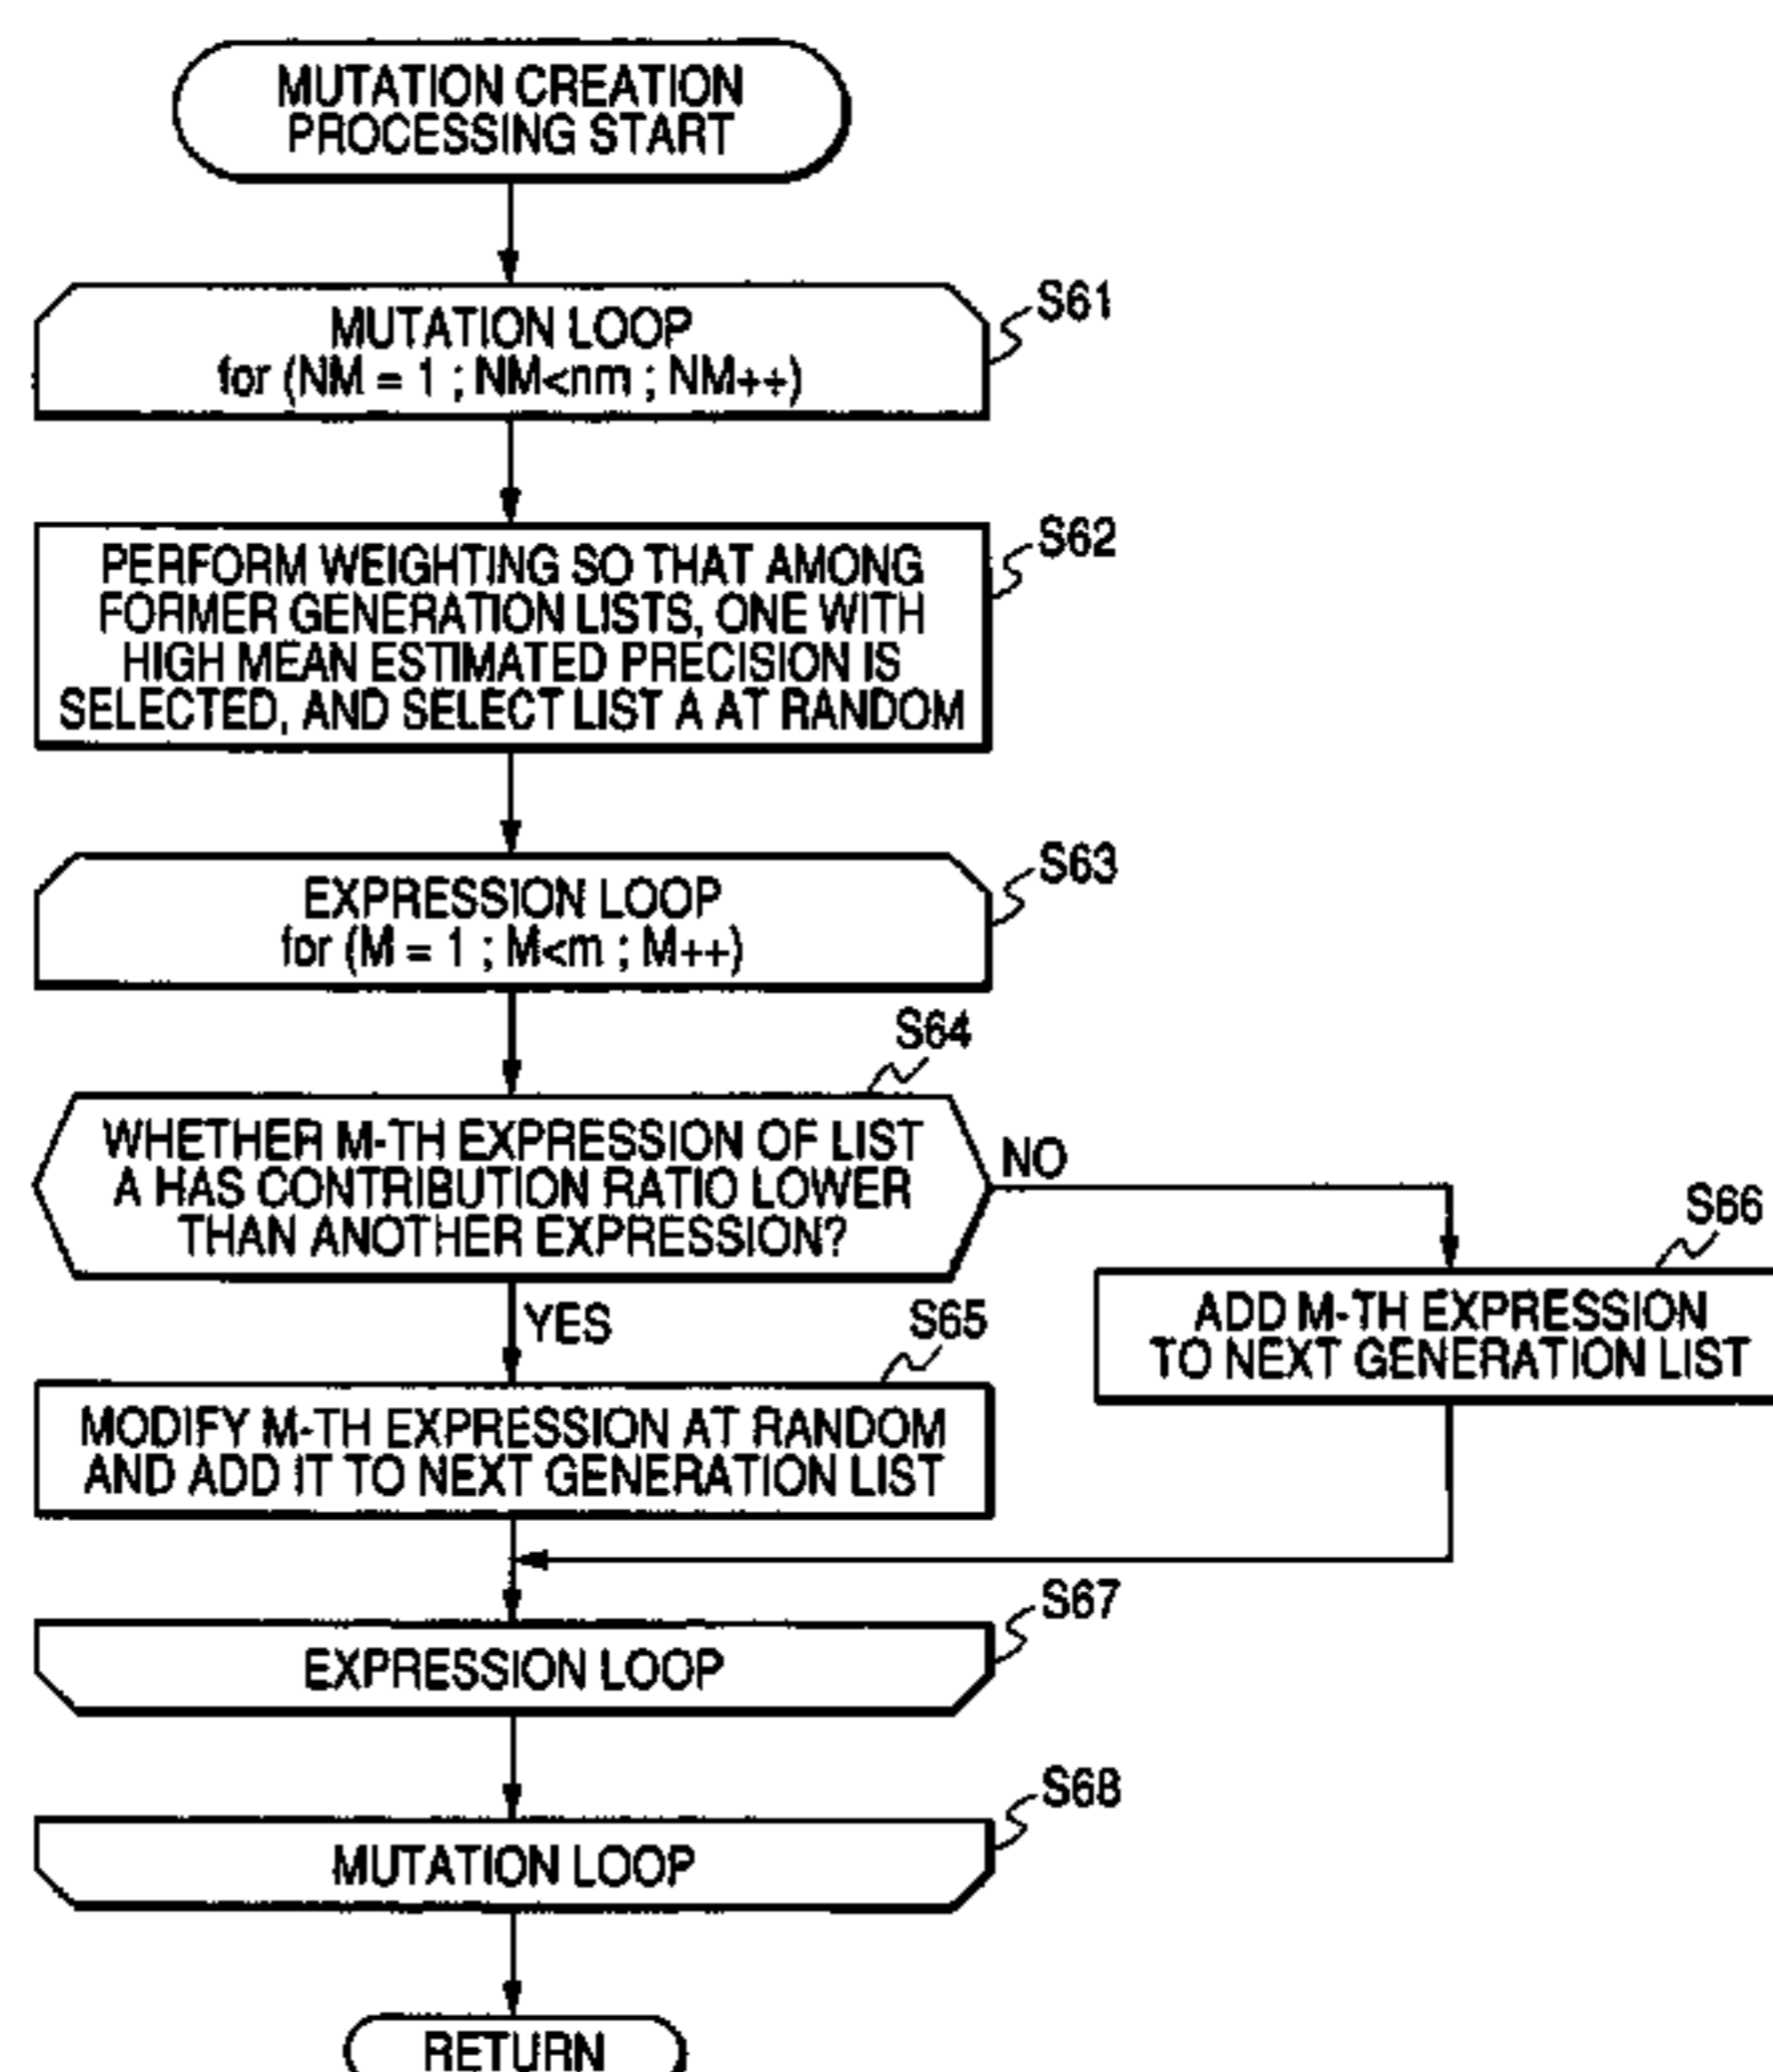 MUTATION CREATION
PROCESSING START
MUTATION LOOP
for (NM = 1 ; NM<nm ; NM++)
S61
PERFORM WEIGHTING SO THAT AMONG
FORMER GENERATION LISTS, ONE WITH
HIGH MEAN ESTIMATED PRECISION IS
SELECTED, AND SELECT LIST A AT RANDOM
S62
EXPRESSION LOOP
for (M = 1 ; M<m ; M++)
S63
S64
WHETHER M-TH EXPRESSION OF LIST
A HAS CONTRIBUTION RATIO LOWER
THAN ANOTHER EXPRESSION?
NO
YES
S66
ADD M-TH EXPRESSION
TO NEXT GENERATION LIST
S65
MODIFY M-TH EXPRESSION AT RANDOM
AND ADD IT TO NEXT GENERATION LIST
S67
EXPRESSION LOOP
S68
MUTATION LOOP
RETURN